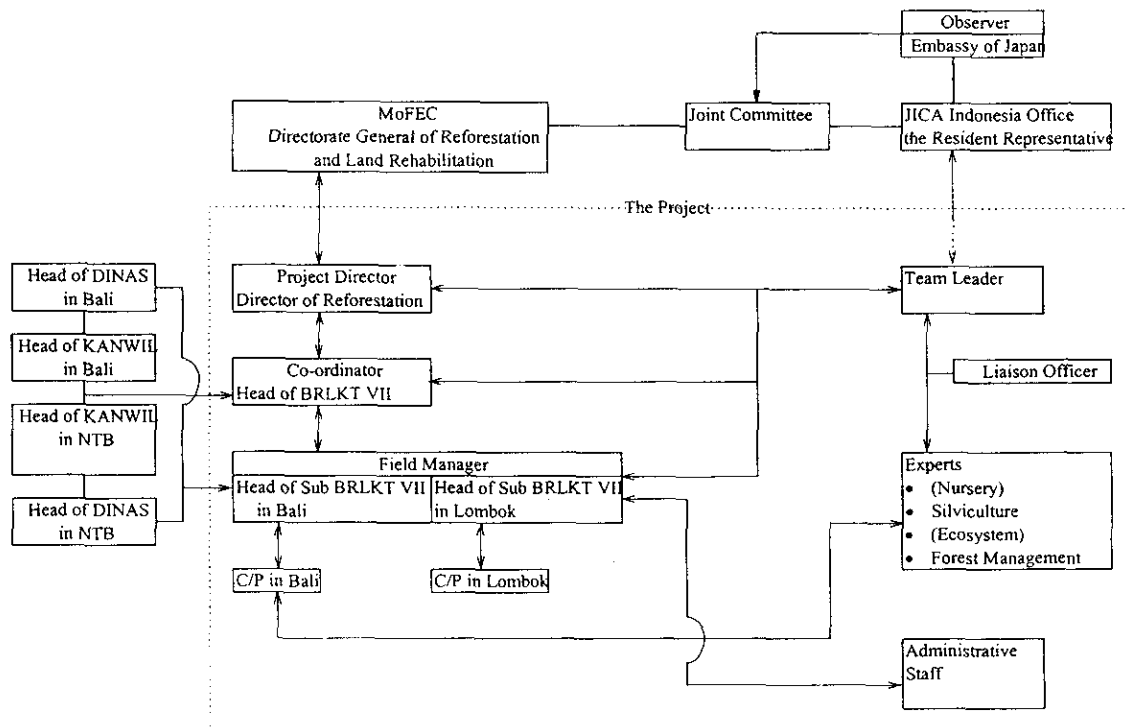 Observer
Embassy of Japan
MoFEC
Directorate General of Reforestation
and Land Rehabilitation
Joint Committee
JICA Indonesia Office
the Resident Representative
The Project
Head of DINAS
in Bali
Project Director
Director of Reforestation
Team Leader
Head of KANWIL
in Bali
Co-ordinator
Head of BRLKT VII
Liaison Officer
Head of KANWIL
in NTB
Field Manager
Head of Sub BRLKT VII
in Bali
Head of Sub BRLKT VII
in Lombok
Experts
• (Nursery)
• Silviculture
• (Ecosystem)
• Forest Management
Head of DINAS
in NTB
C/P in Bali
C/P in Lombok
Administrative
Staff